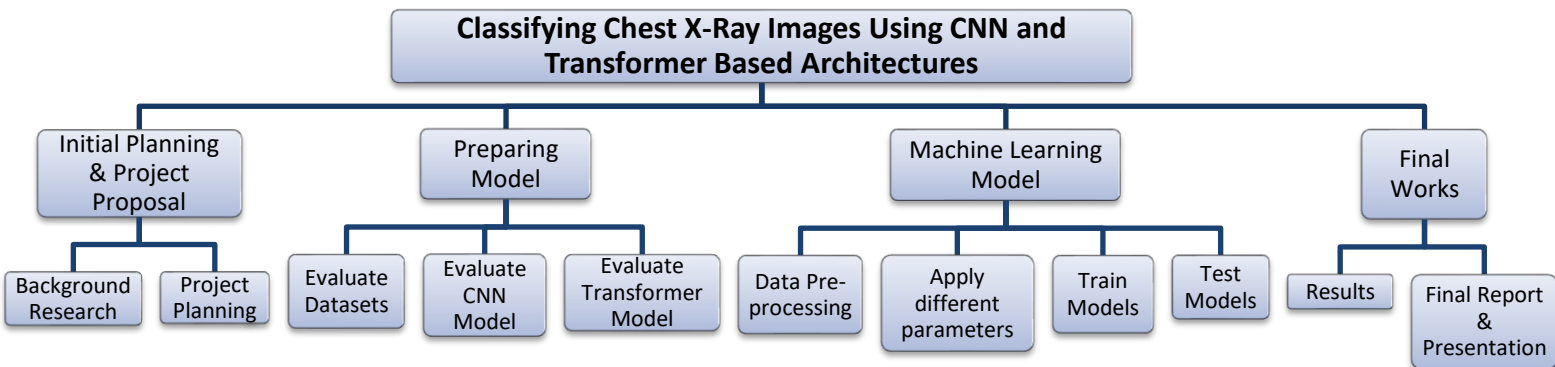 Classifying Chest X-Ray Images Using CNN and
Transformer Based Architectures
Initial Planning
& Project
Proposal
Preparing
Model
Machine Learning
Model
Final
Works
Background
Research
Project
Planning
Evaluate
Datasets
Evaluate
CNN
Model
Evaluate
Transformer
Model
Data Pre-
processing
Apply
different
parameters
Train
Models
Test
Models
Results
Final Report
&
Presentation